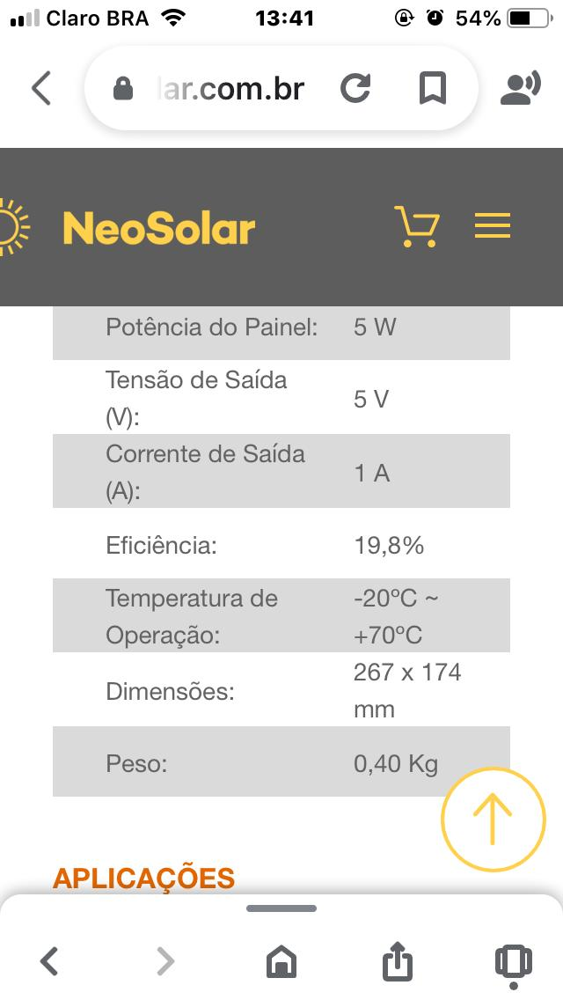 Claro BRA 13:41 54%
lar.com.br
NeoSolar
Potência do Painel: 5 W
Tensão de Saída
(V): 5 V
Corrente de Saída
(A): 1 A
Eficiência: 19,8%
Temperatura de -20ºC ~
Operação: +70ºC
Dimensões: 267 x 174
mm
Peso: 0,40 Kg
APLICAÇÕES